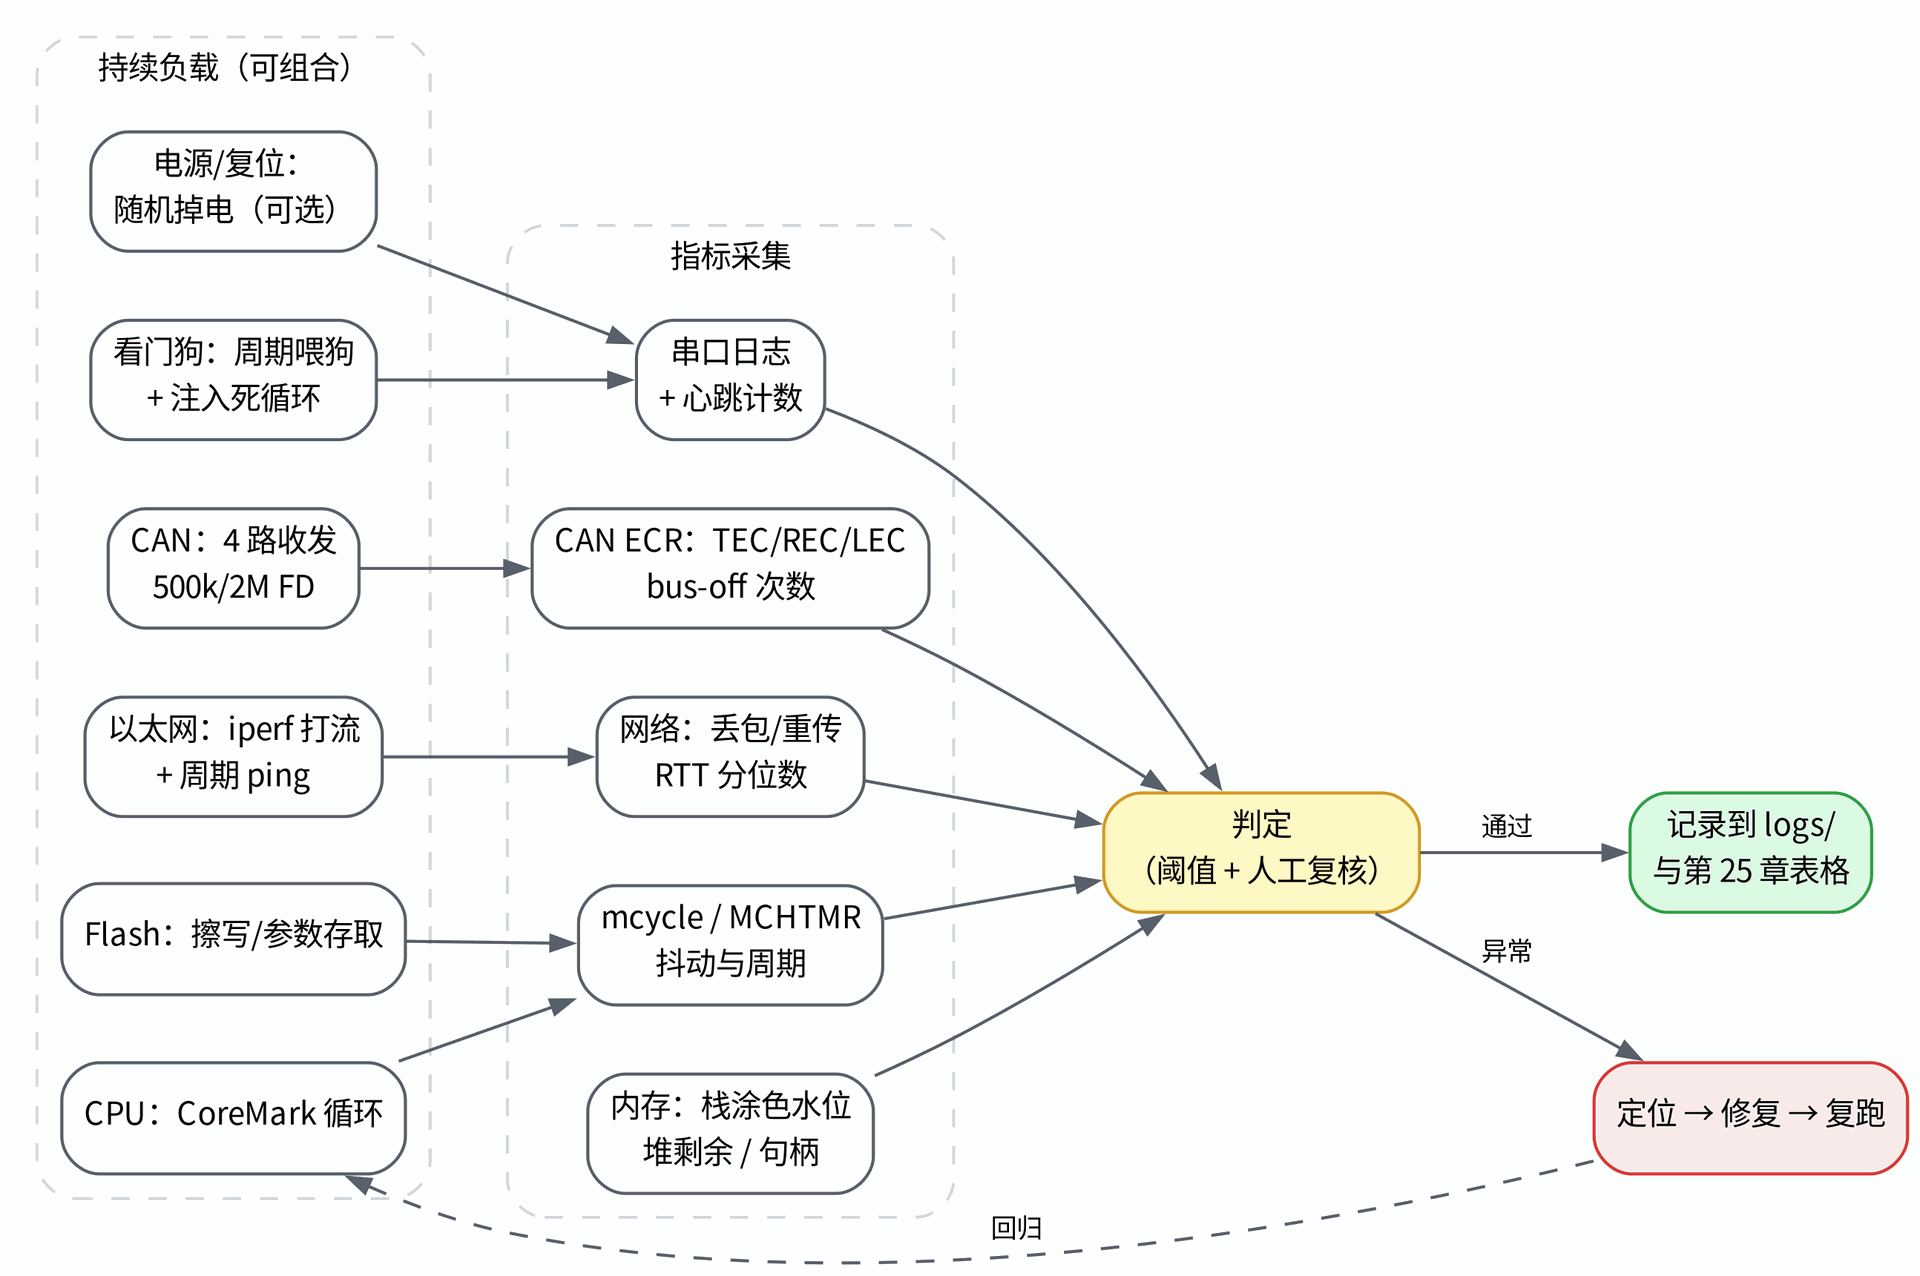 持续负载（可组合）
电源/复位：
随机掉电（可选）
看门狗：周期喂狗
+ 注入死循环
CAN：4 路收发
500k/2M FD
以太网：iperf 打流
+ 周期 ping
Flash：擦写/参数存取
CPU：CoreMark 循环
指标采集
串口日志
+ 心跳计数
CAN ECR：TEC/REC/LEC
bus-off 次数
网络：丢包/重传
RTT 分位数
mcycle / MCHTMR
抖动与周期
内存：栈涂色水位
堆剩余 / 句柄
判定
（阈值 + 人工复核）
通过
记录到 logs/
与第 25 章表格
异常
定位 → 修复 → 复跑
回归